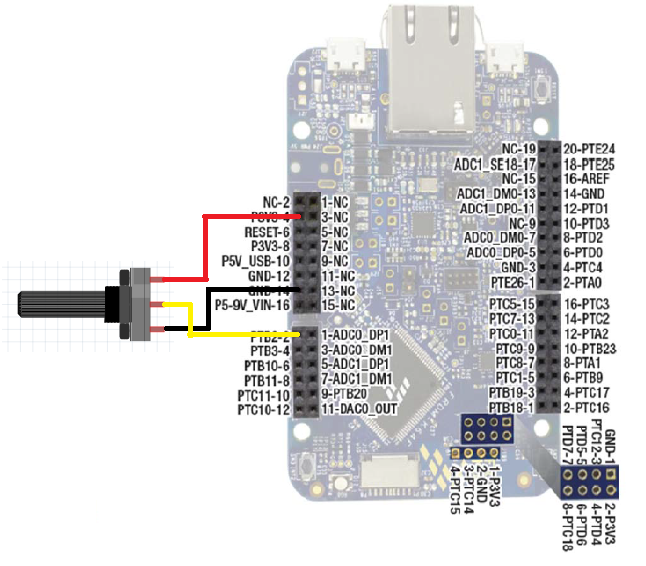 NC-19 20-PTE24
ADC1_SE18-17 18-PTE25
NC-15 16-AREF
ADC1_DM0-13 14-GND
ADC1_DP0-11 12-PTD1
NC-9 10-PTD3
ADC0_DM0-7 8-PTD2
ADC0_DP0-5 6-PTD0
GND-3 4-PTC4
PTE26-1 2-PTA0
NC-2 1-NC
P3V3-4 3-NC
RESET-6 5-NC
P3V3-8 7-NC
P5V_USB-10 9-NC
GND-12 11-NC
GND-14 13-NC
P5-9V_VIN-16 15-NC
PTC5-15 16-PTC3
PTC7-13 14-PTC2
PTC0-11 12-PTA2
PTC9-9 10-PTB23
PTC8-7 8-PTA1
PTC1-5 6-PTB9
PTB19-3 4-PTC17
PTB18-1 2-PTC16
PTB2-2 1-ADC0_DP1
PTB3-4 3-ADC0_DM1
PTB10-6 5-ADC1_DP1
PTB11-8 7-ADC1_DM1
PTC11-10 9-PTB20
PTC10-12 11-DAC0_OUT
1-P3V3
2-GND
3-PTC14
4-PTC15
GND-1
PTC12-3
PTD5-5
PTD7-7
2-P3V3
4-PTD4
6-PTD6
8-PTC18